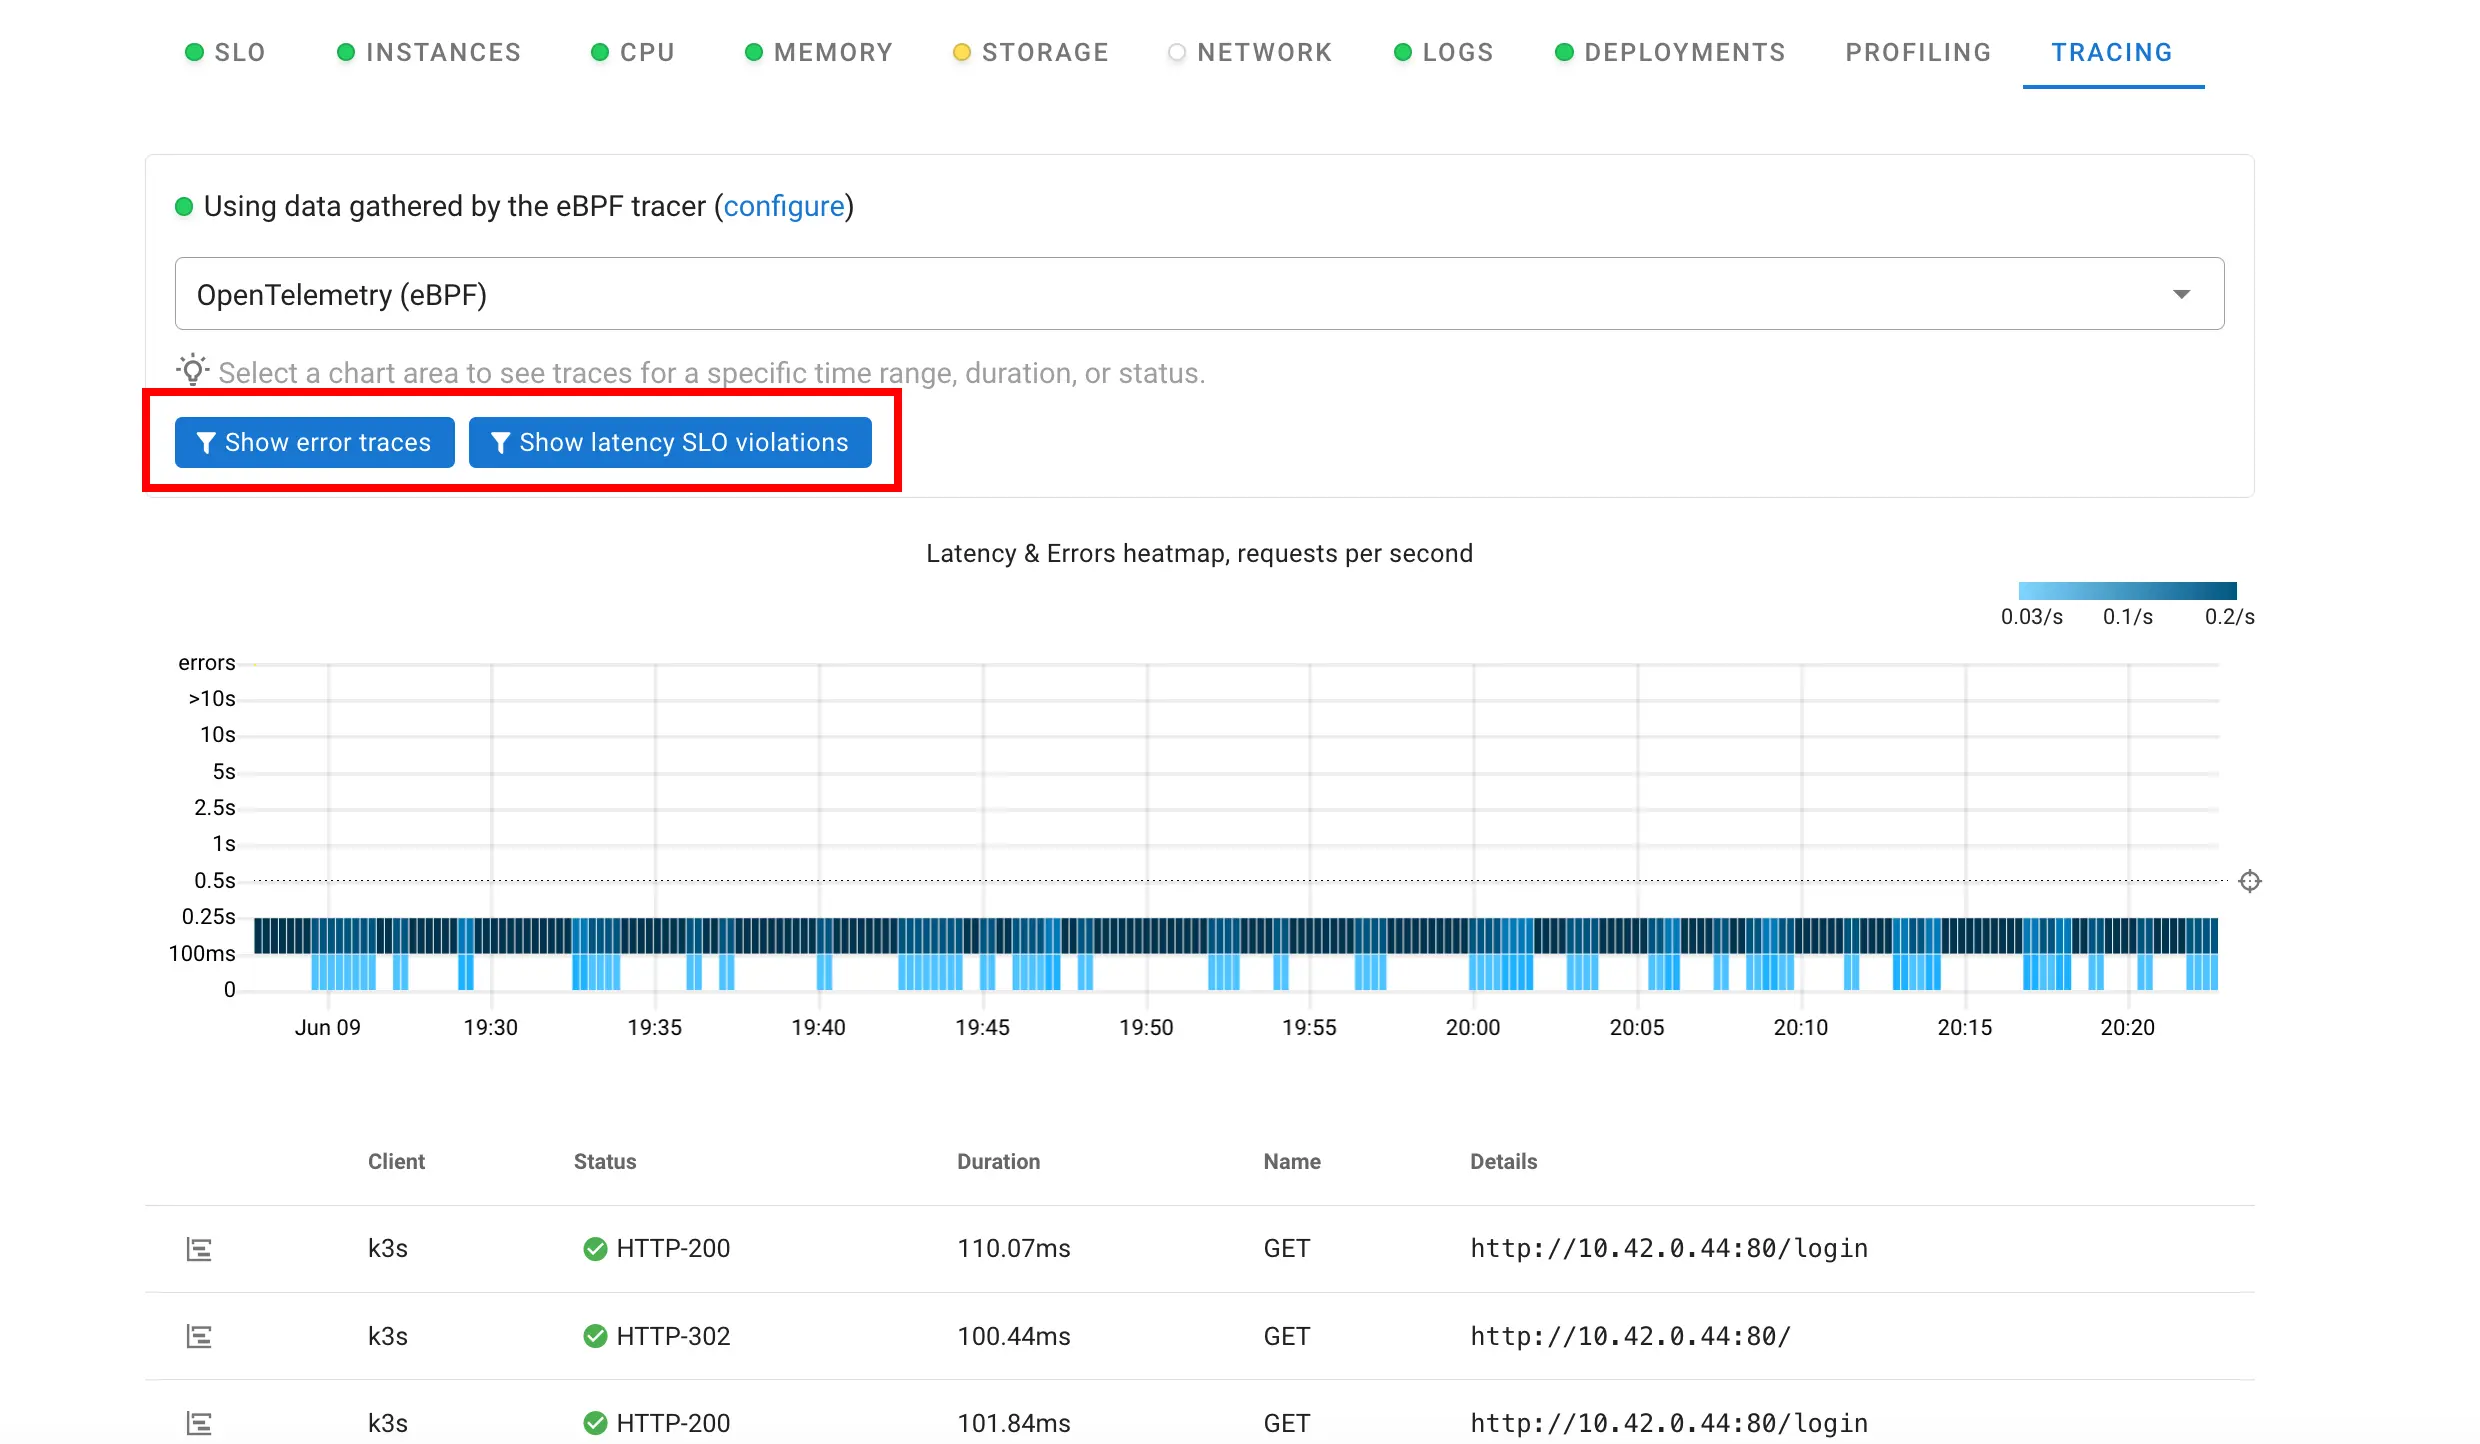 SLO INSTANCES CPU MEMORY STORAGE NETWORK LOGS DEPLOYMENTS PROFILING TRACING
Using data gathered by the eBPF tracer (configure)
OpenTelemetry (eBPF)
Select a chart area to see traces for a specific time range, duration, or status.
Show error traces Show latency SLO violations
Latency & Errors heatmap, requests per second
0.03/s 0.1/s 0.2/s
errors
>10s
10s
5s
2.5s
1s
0.5s
0.25s
100ms
0
Jun 09 19:30 19:35 19:40 19:45 19:50 19:55 20:00 20:05 20:10 20:15 20:20
Client Status Duration Name Details
k3s HTTP-200 110.07ms GET http://10.42.0.44:80/login
k3s HTTP-302 100.44ms GET http://10.42.0.44:80/
k3s HTTP-200 101.84ms GET http://10.42.0.44:80/login